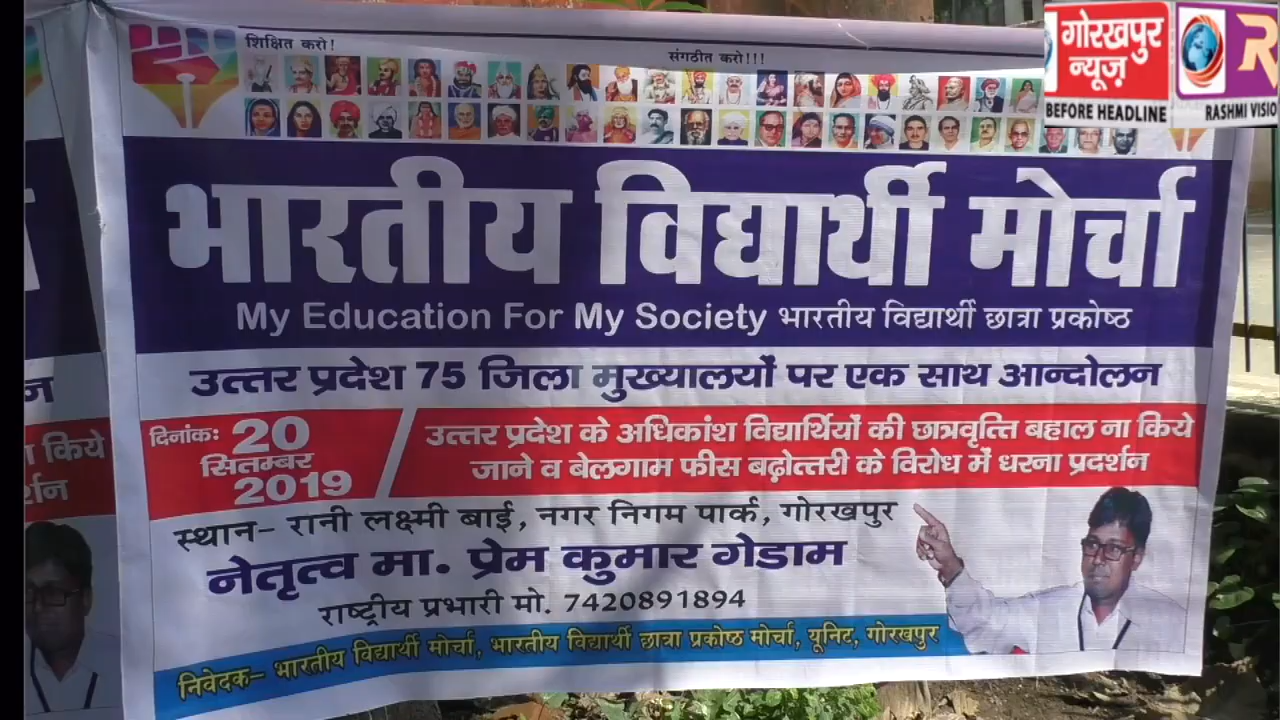 शिक्षित करो!
संगठीत करो!!!
गोरखपुर
न्यूज़
BEFORE HEADLINE
R
RASHMI VISIO
भारतीय विद्यार्थी मोर्चा
My Education For My Society भारतीय विद्यार्थी छात्रा प्रकोष्ठ
उत्तर प्रदेश 75 जिला मुख्यालयों पर एक साथ आन्दोलन
न
दिनांकः 20
सितम्बर
2019
उत्तर प्रदेश के अधिकांश विद्यार्थियों की छात्रवृत्ति बहाल ना किये
जाने व बेलगाम फीस बढ़ोत्तरी के विरोध में धरना प्रदर्शन
ा किये
र्शन
स्थान- रानी लक्ष्मी बाई, नगर निगम पार्क, गोरखपुर
नेतृत्व मा. प्रेम कुमार गेडाम
राष्ट्रीय प्रभारी मो. 7420891894
निवेदक- भारतीय विद्यार्थी मोर्चा, भारतीय विद्यार्थी छात्रा प्रकोष्ठ मोर्चा, यूनिट, गोरखपुर